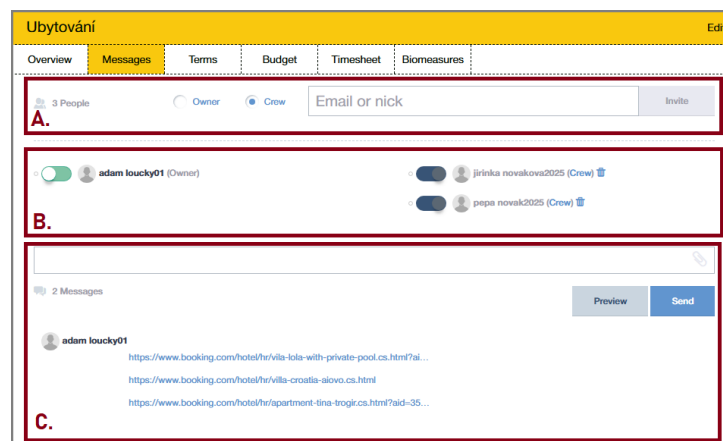 Ubytování
Edi
Overview Messages Terms Budget Timesheet Biomeasures
3 People Owner Crew Email or nick Invite
A.
adam loucky01 (Owner) jirinka novakova2025 (Crew)
pepa novak2025 (Crew)
B.
2 Messages Preview Send
adam loucky01
https://www.booking.com/hotel/hr/vila-lola-with-private-pool.cs.html?ai...
https://www.booking.com/hotel/hr/villa-croatia-aiovo.cs.html
https://www.booking.com/hotel/hr/apartment-tina-trogir.cs.html?aid=35...
C.